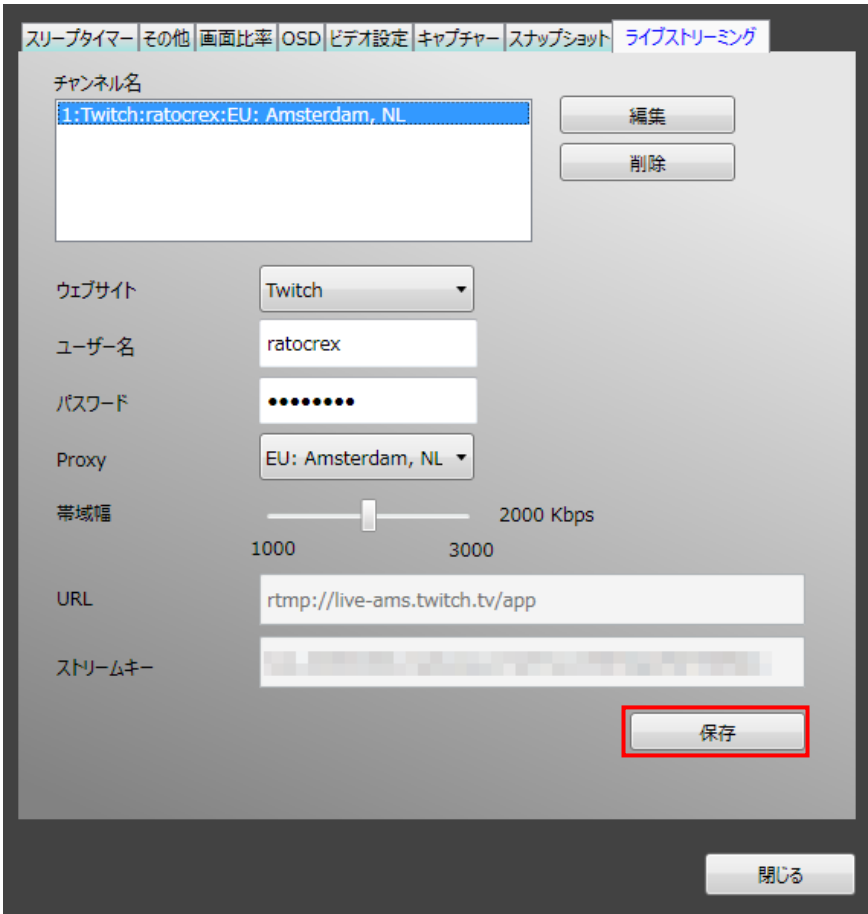 スリープタイマー その他 画面比率 OSD ビデオ設定 キャプチャー スナップショット ライブストリーミング
チャンネル名
1:Twitch:ratocrex:EU: Amsterdam, NL
編集
削除
ウェブサイト Twitch
ユーザー名 ratocrex
パスワード ●●●●●●●●
Proxy EU: Amsterdam, NL
帯域幅 2000 Kbps
1000 3000
URL rtmp://live-ams.twitch.tv/app
ストリームキー
保存
閉じる